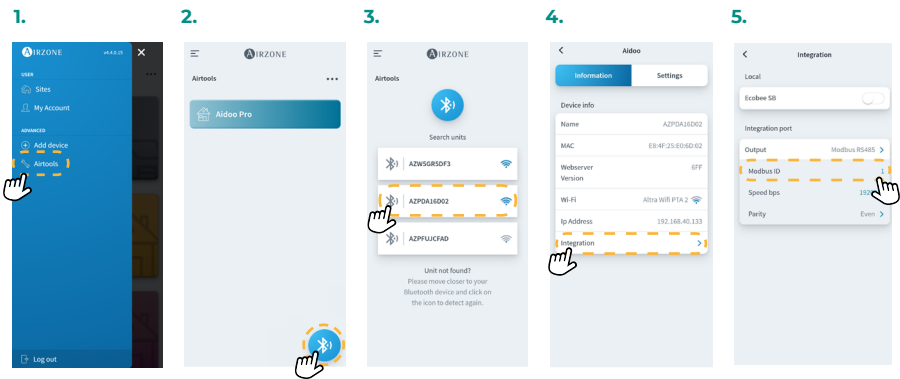 1.
AIRZONE v4.4.0.15
USER
Sites
My Account
ADVANCED
Add device
Airtools
Log out
2.
AIRZONE
Airtools
Aidoo Pro
3.
AIRZONE
Airtools
Search units
AZWSGR5DF3
AZPDA16D02
AZPFUJCFAD
Unit not found?
Please move closer to your
Bluetooth device and click on
the icon to detect again.
4.
Aidoo
Information Settings
Device info
Name AZPDA16D02
MAC E8:4F:25:E0:6D:02
Webserver 6FF
Version
Wi-Fi Altra Wifi PTA 2
Ip Address 192.168.40.133
Integration
5.
Integration
Local
Ecobee SB
Integration port
Output Modbus RS485
Modbus ID 1
Speed bps
Parity Even